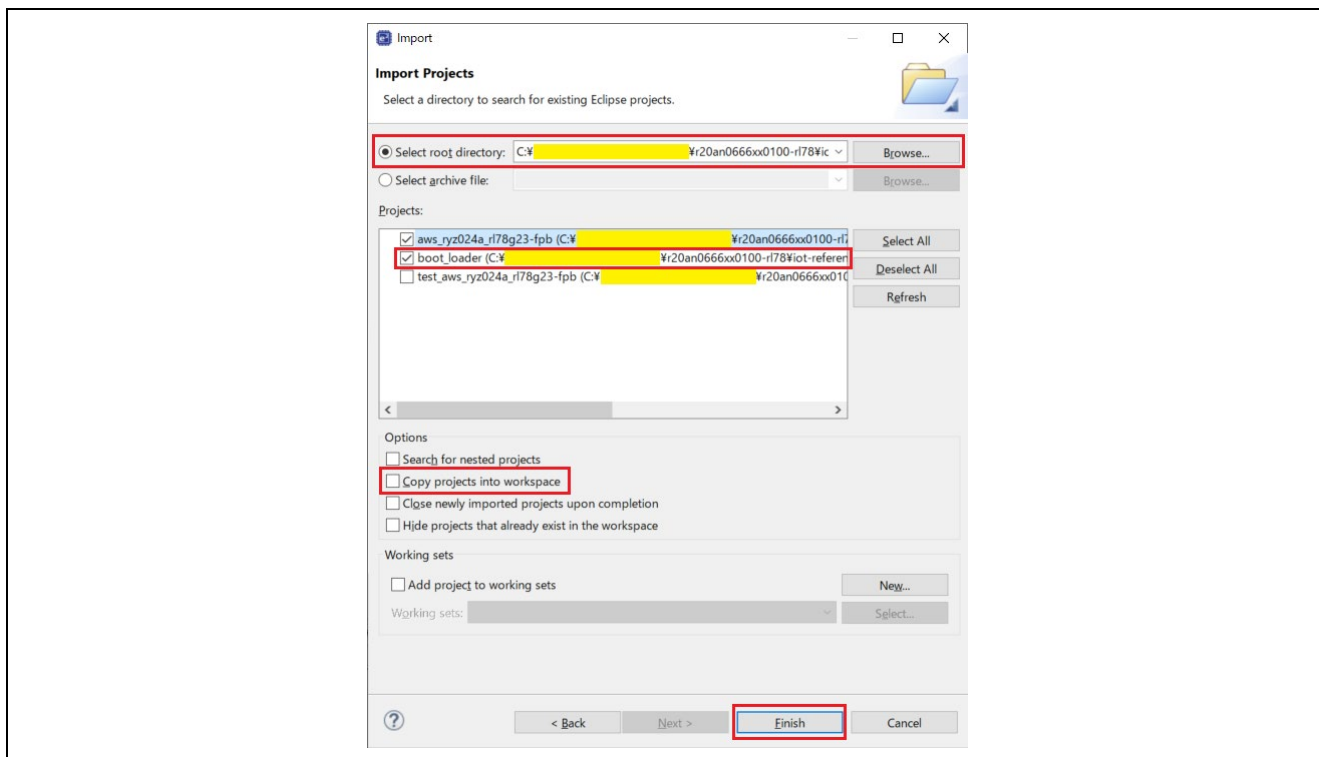 Import
Import Projects
Select a directory to search for existing Eclipse projects.
Select root directory: C:¥ ¥r20an0666xx0100-rl78¥ic Browse...
Select archive file: Browse...
Projects:
aws_ryz024a_rl78g23-fpb (C:¥ ¥r20an0666xx0100-rl7 Select All
boot_loader (C:¥ ¥r20an0666xx0100-rl78¥iot-referen
Deselect All
test_aws_ryz024a_rl78g23-fpb (C:¥ ¥r20an0666xx010
Refresh
Options
Search for nested projects
Copy projects into workspace
Close newly imported projects upon completion
Hide projects that already exist in the workspace
Working sets
Add project to working sets New...
Working sets: Select...
? < Back Next > Finish Cancel